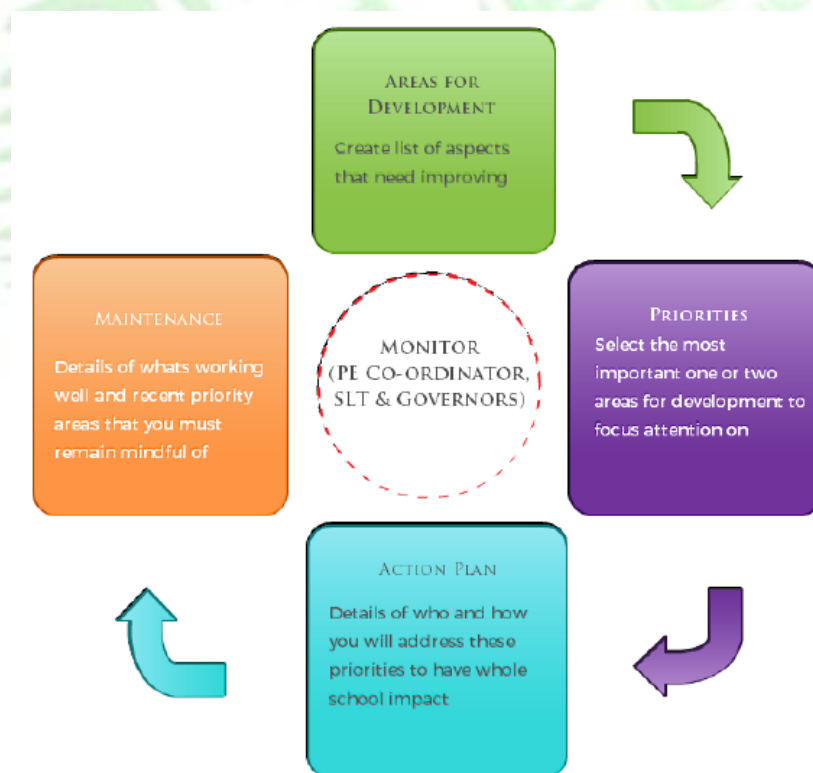 AREAS FOR
DEVELOPMENT
Create list of aspects
that need improving
PRIORITIES
Select the most
important one or two
areas for development to
focus attention on
ACTION PLAN
Details of who and how
you will address these
priorities to have whole
school impact
MAINTENANCE
Details of whats working
well and recent priority
areas that you must
remain mindful of
MONITOR
(PE CO-ORDINATOR,
SLT & GOVERNORS)